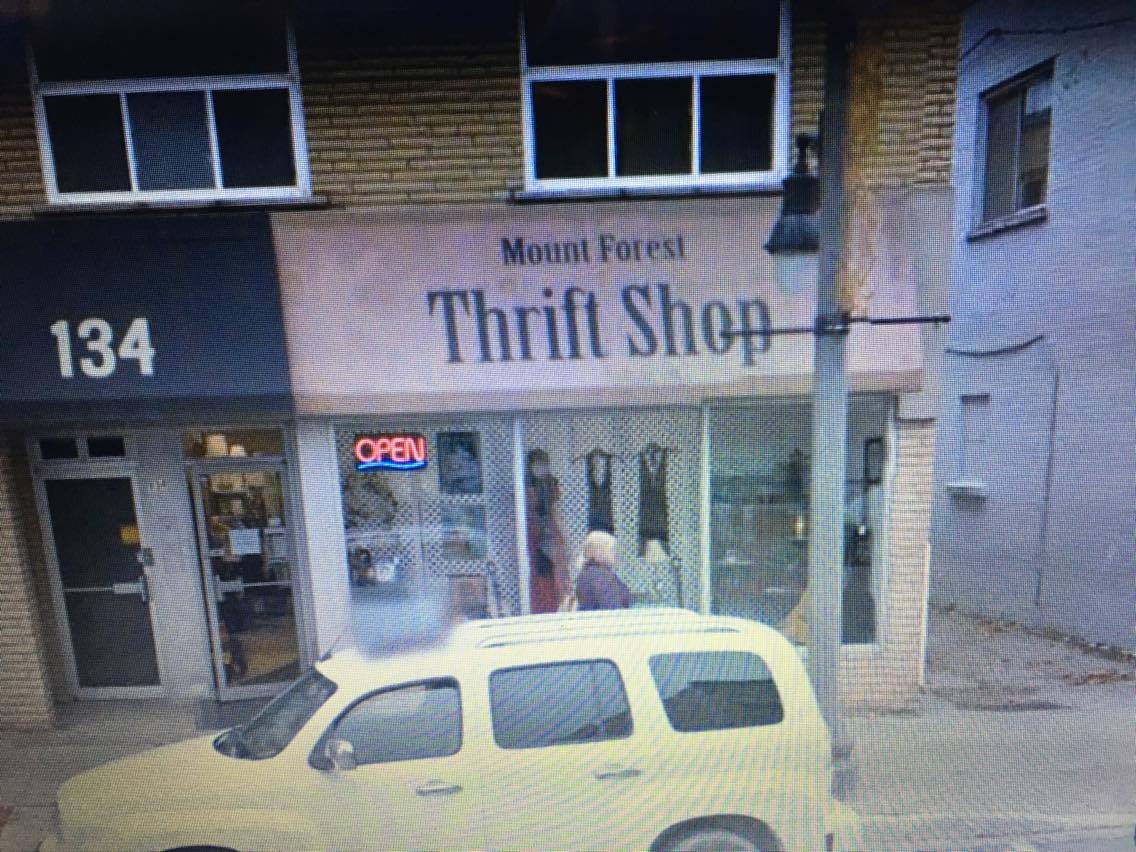 Mount Forest
Thrift Shop
134
OPEN